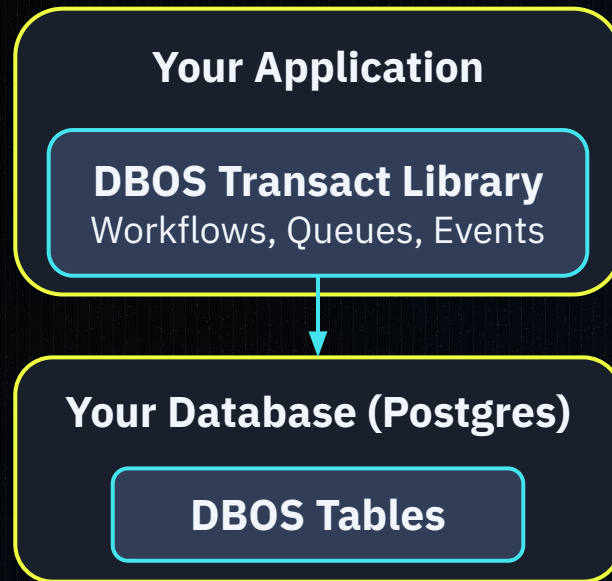 Your Application
DBOS Transact Library
Workflows, Queues, Events
Your Database (Postgres)
DBOS Tables